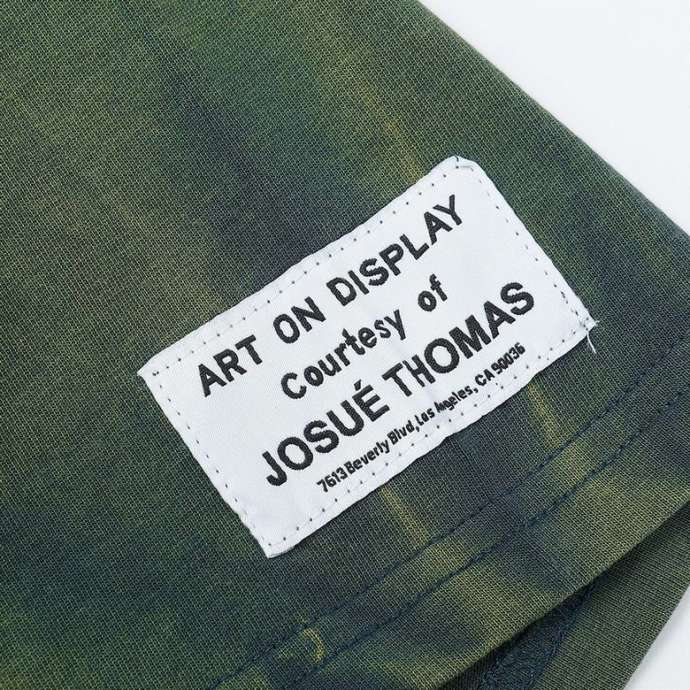 ART ON DISPLAY
Courtesy of
JOSUÉ THOMAS
7613 Beverly Blvd, Los Angeles, CA 90036